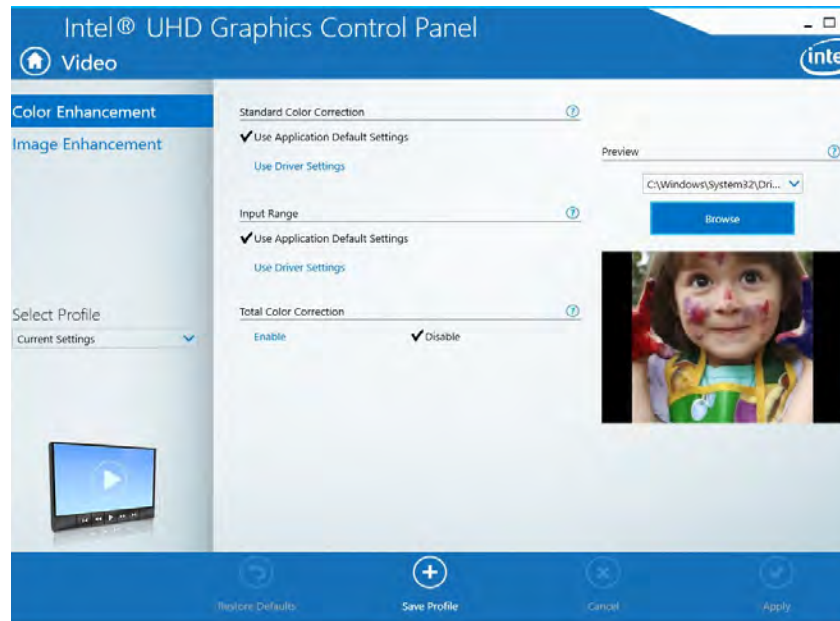 Intel® UHD Graphics Control Panel
Video
Color Enhancement
Image Enhancement
Select Profile
Current Settings
Standard Color Correction
✔Use Application Default Settings
Use Driver Settings
Input Range
✔Use Application Default Settings
Use Driver Settings
Total Color Correction
Enable ✔Disable
Preview
C:\Windows\System32\Dri...
Browse
Restore Defaults Save Profile Cancel Apply